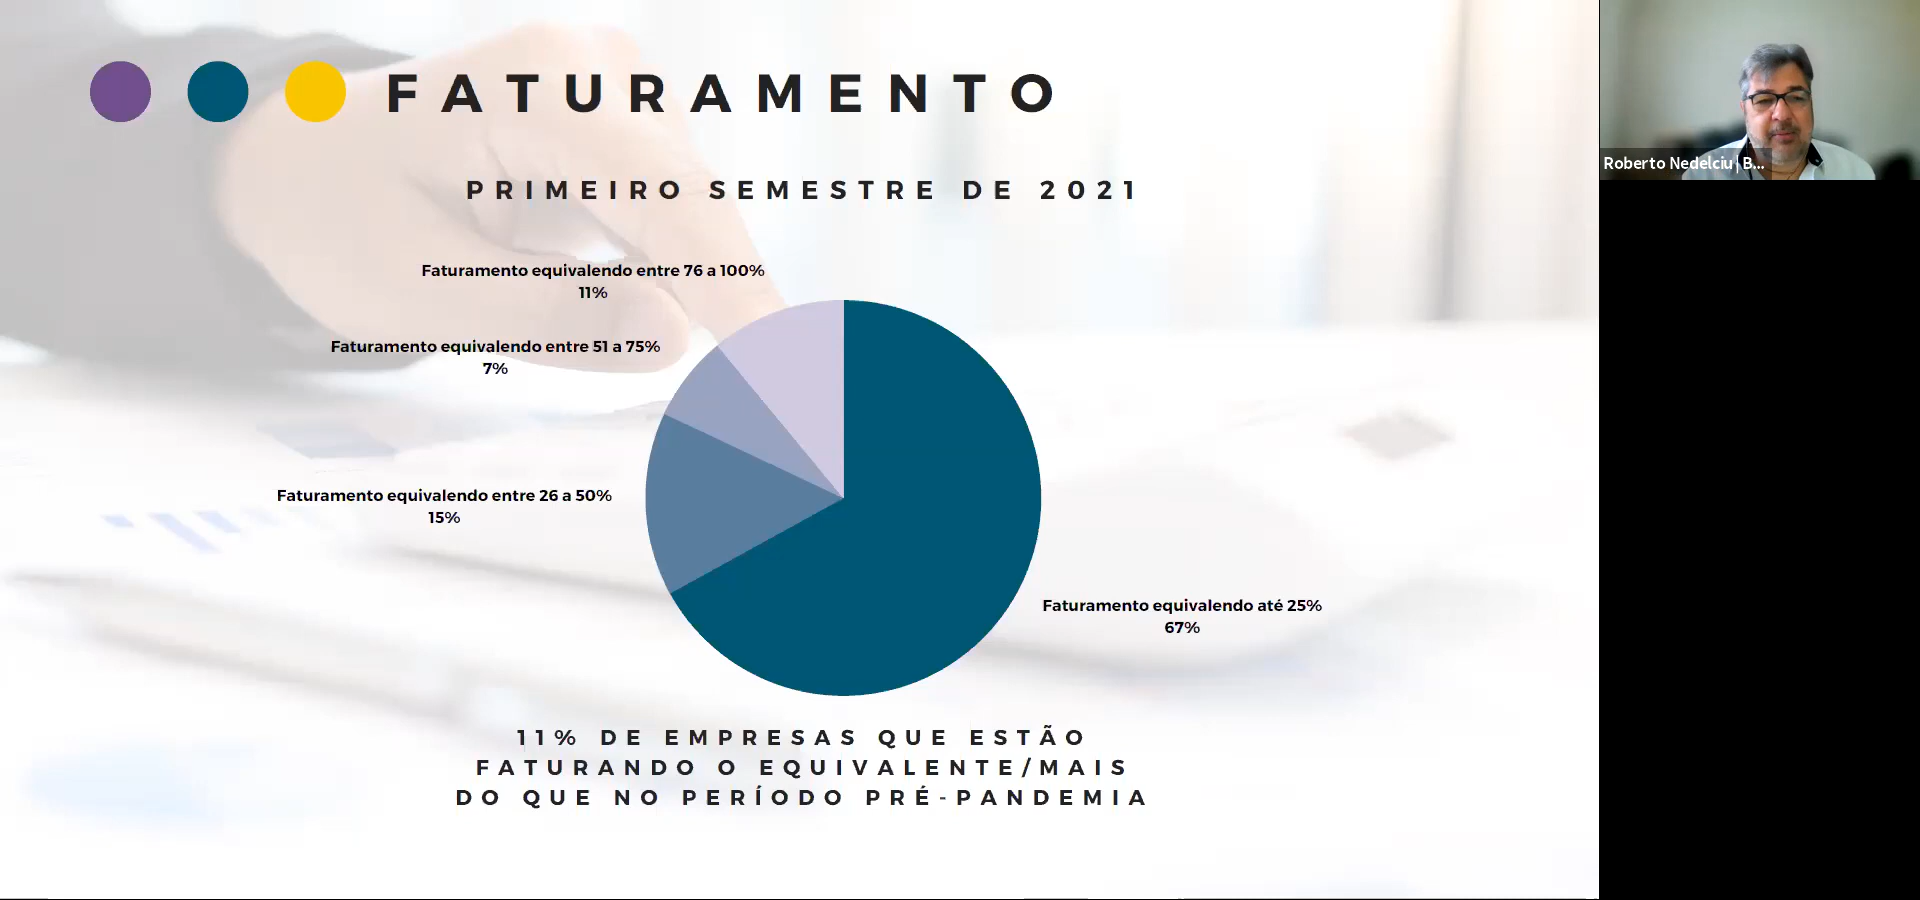 FATURAMENTO
PRIMEIRO SEMESTRE DE 2021
Faturamento equivalendo entre 76 a 100%
11%
Faturamento equivalendo entre 51 a 75%
7%
Faturamento equivalendo entre 26 a 50%
15%
Faturamento equivalendo até 25%
67%
11% DE EMPRESAS QUE ESTÃO
FATURANDO O EQUIVALENTE/MAIS
DO QUE NO PERÍODO PRÉ-PANDEMIA
Roberto Nedelciu | B...